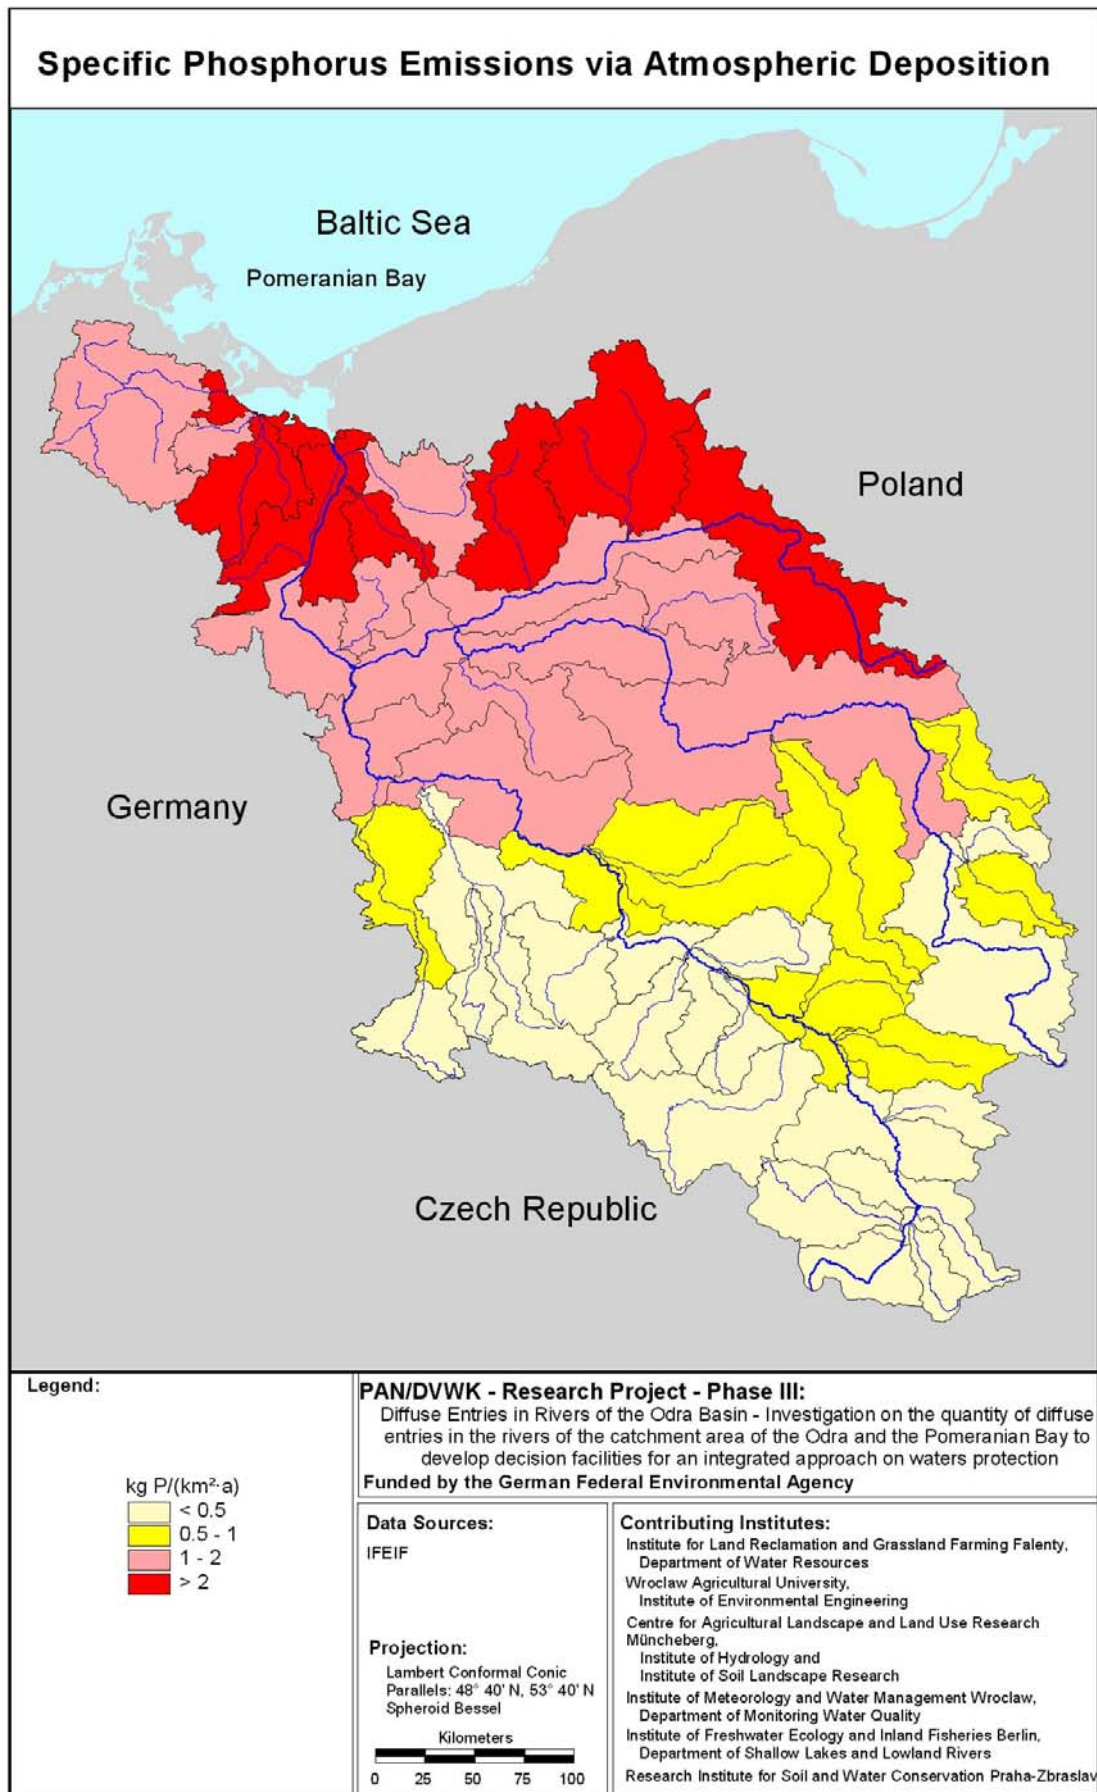 Specific Phosphorus Emissions via Atmospheric Deposition
Baltic Sea
Pomeranian Bay
Poland
Germany
Czech Republic
Legend:
kg P/(km²·a)
< 0.5
0.5 - 1
1 - 2
> 2
PAN/DVWK - Research Project - Phase III:
Diffuse Entries in Rivers of the Odra Basin - Investigation on the quantity of diffuse
entries in the rivers of the catchment area of the Odra and the Pomeranian Bay to
develop decision facilities for an integrated approach on waters protection
Funded by the German Federal Environmental Agency
Data Sources:
IFEIF
Projection:
Lambert Conformal Conic
Parallels: 48° 40' N, 53° 40' N
Spheroid Bessel
Kilometers
0 25 50 75 100
Contributing Institutes:
Institute for Land Reclamation and Grassland Farming Falenty,
Department of Water Resources
Wroclaw Agricultural University,
Institute of Environmental Engineering
Centre for Agricultural Landscape and Land Use Research
Müncheberg,
Institute of Hydrology and
Institute of Soil Landscape Research
Institute of Meteorology and Water Management Wroclaw,
Department of Monitoring Water Quality
Institute of Freshwater Ecology and Inland Fisheries Berlin,
Department of Shallow Lakes and Lowland Rivers
Research Institute for Soil and Water Conservation Praha-Zbraslav